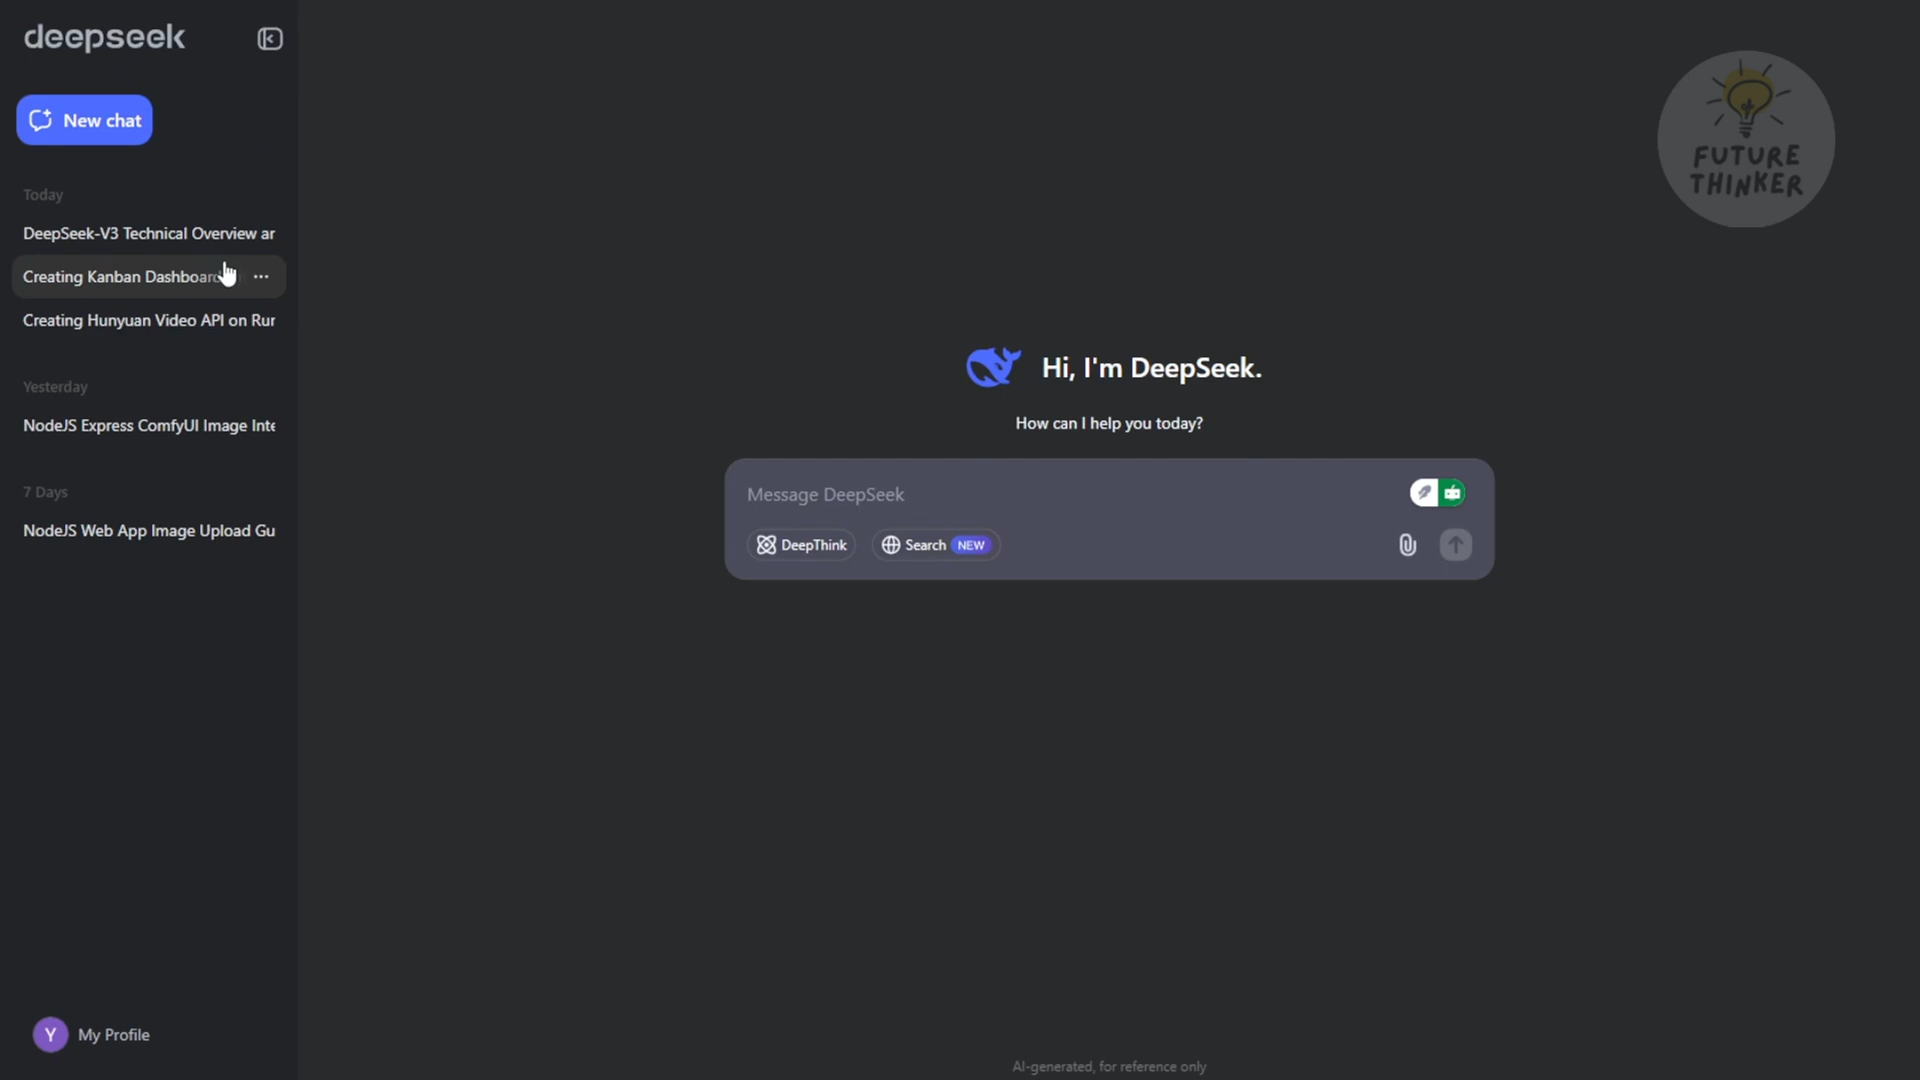 deepseek
New chat
Today
DeepSeek-V3 Technical Overview ar
Creating Kanban Dashboard
Creating Hunyuan Video API on Rur
Yesterday
NodeJS Express ComfyUI Image Inte
7 Days
NodeJS Web App Image Upload Gu
Y My Profile
FUTURE
THINKER
Hi, I'm DeepSeek.
How can I help you today?
Message DeepSeek
DeepThink Search NEW
AI-generated, for reference only